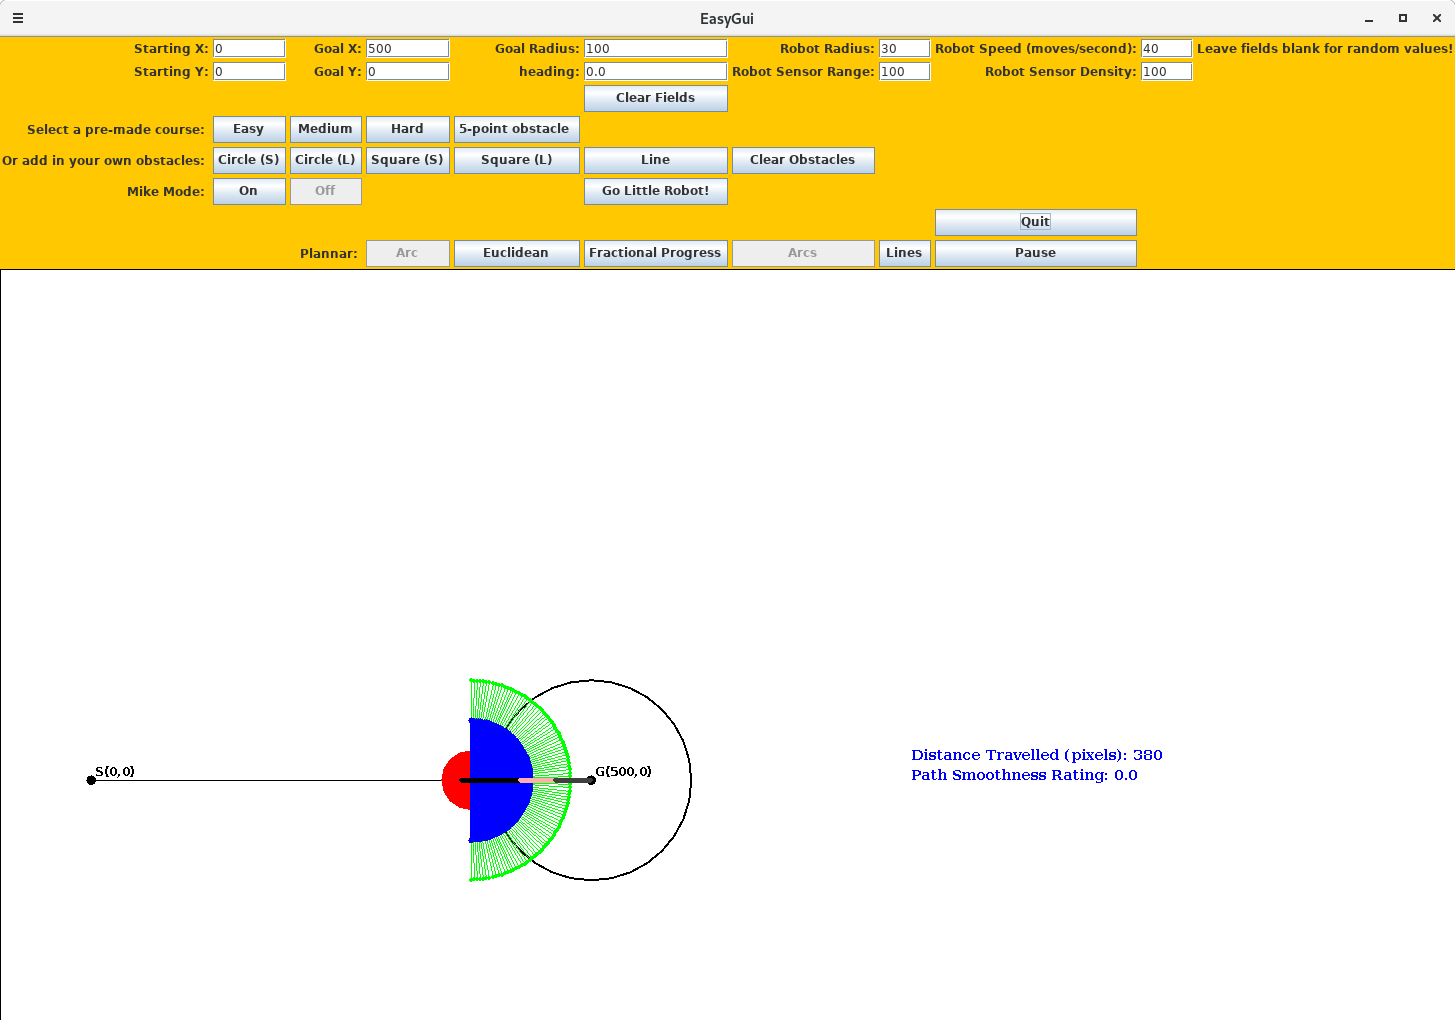 EasyGui
Starting X: 0 Goal X: 500 Goal Radius: 100 Robot Radius: 30 Robot Speed (moves/second): 40 Leave fields blank for random values!
Starting Y: 0 Goal Y: 0 heading: 0.0 Robot Sensor Range: 100 Robot Sensor Density: 100
Clear Fields
Select a pre-made course: Easy Medium Hard 5-point obstacle
Or add in your own obstacles: Circle (S) Circle (L) Square (S) Square (L) Line Clear Obstacles
Mike Mode: On Off Go Little Robot!
Quit
Plannar: Arc Euclidean Fractional Progress Arcs Lines Pause
Distance Travelled (pixels): 380
S(0,0) G(500,0)
Path Smoothness Rating: 0.0